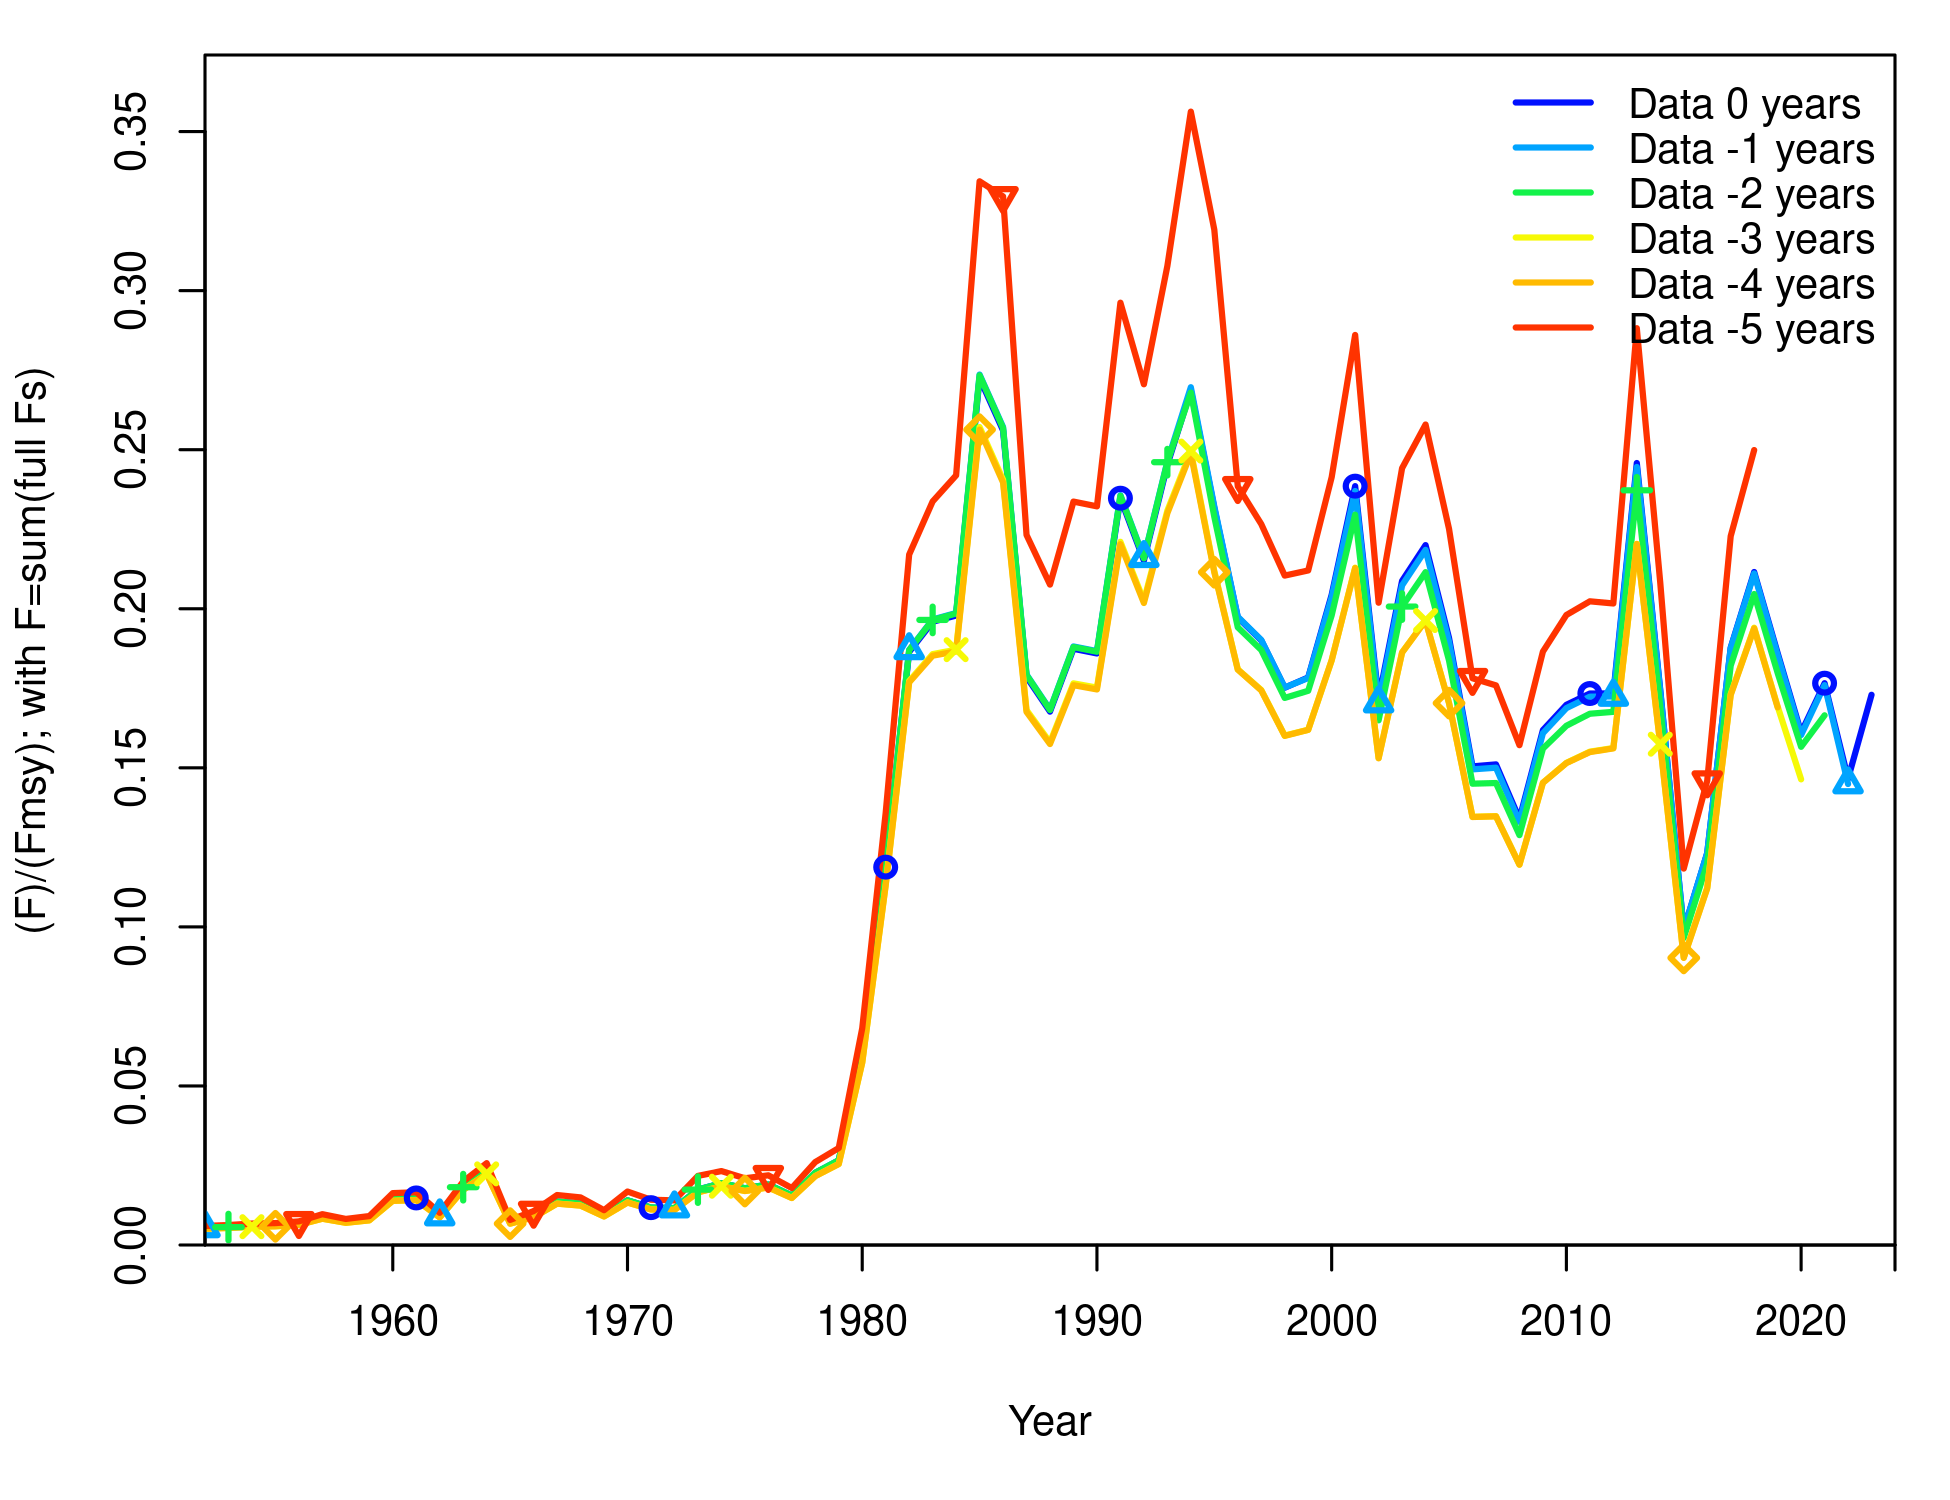 0.35
0.30
0.25
0.20
0.15
0.10
0.05
0.00
(F)/(Fmsy); with F=sum(full Fs)
Data 0 years
Data -1 years
Data -2 years
Data -3 years
Data -4 years
Data -5 years
1960 1970 1980 1990 2000 2010 2020
Year